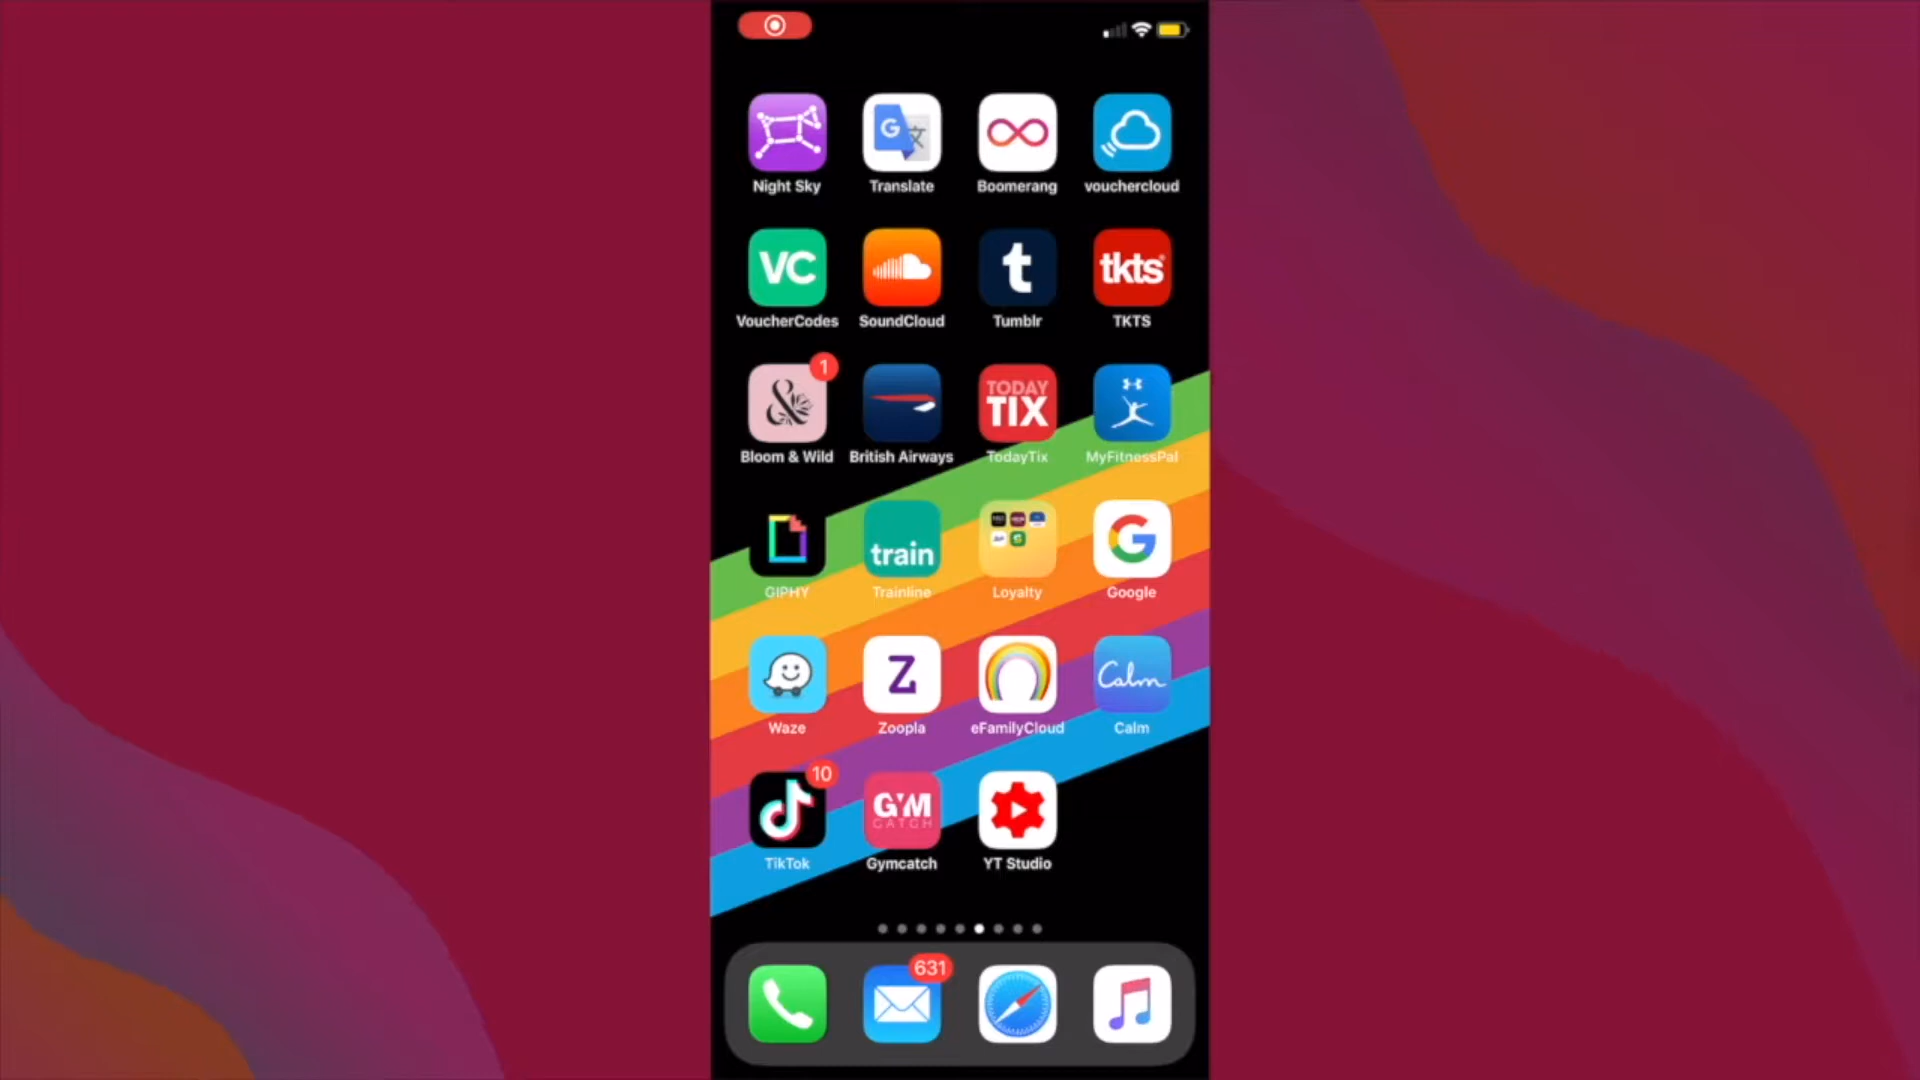 Night Sky
Translate
Boomerang
vouchercloud
VC
t
tkts
VoucherCodes
SoundCloud
Tumblr
TKTS
1
&
TODAY
TIX
Bloom & Wild
British Airways
TodayTix
MyFitnessPal
train
G
GIPHY
Trainline
Loyalty
Google
Z
Calm
Waze
Zoopla
eFamilyCloud
Calm
10
GYM
CATCH
TikTok
Gymcatch
YT Studio
631